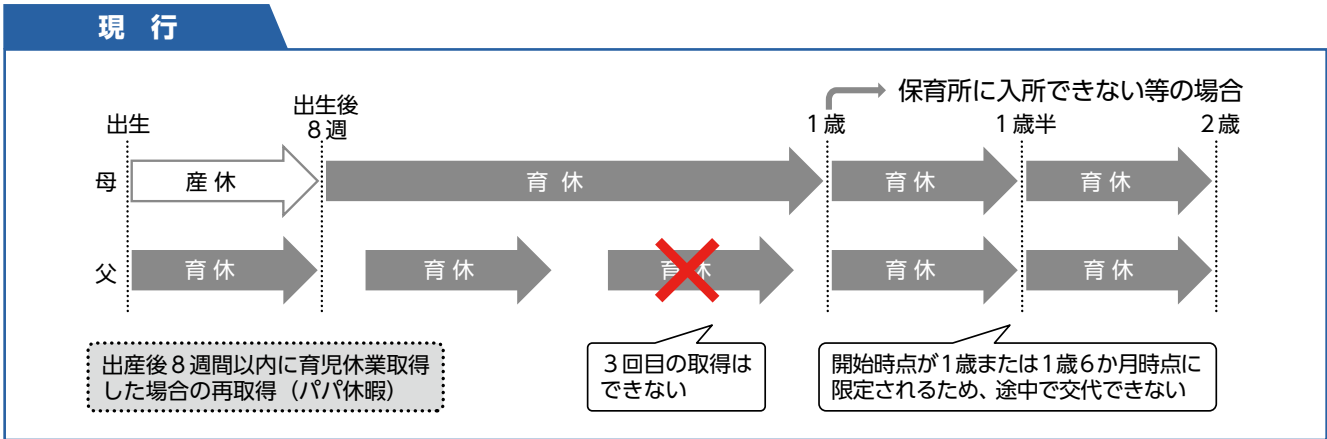 現 行
保育所に入所できない等の場合
出生
出生後
8週
1歳
1歳半
2歳
母
産 休
育 休
育 休
育 休
父
育 休
育 休
育 休
育 休
育 休
出産後8週間以内に育児休業取得
した場合の再取得（パパ休暇）
3回目の取得は
できない
開始時点が1歳または1歳6か月時点に
限定されるため、途中で交代できない